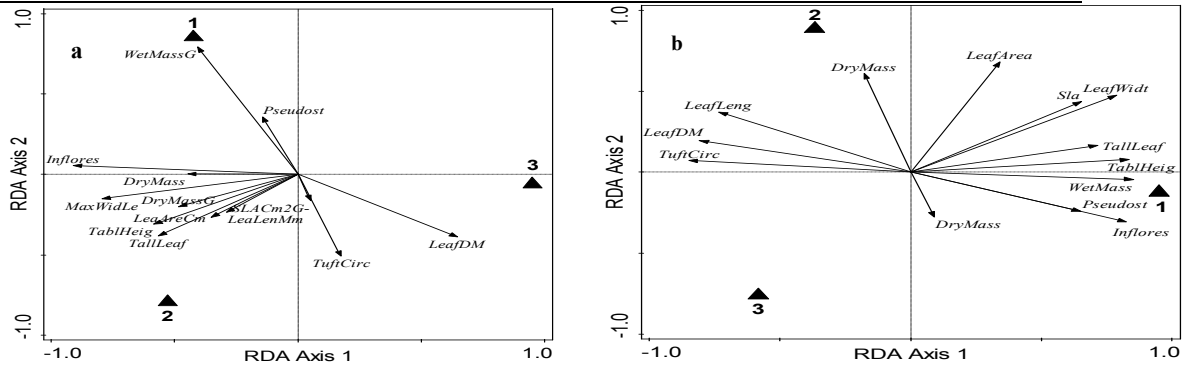 a
1.0
RDA Axis 2
-1.0
1
WetMassG
Pseudost
Inflores
3
DryMass
MaxWidLe
DryMassG
SLACm2G-
LeaAreCm
LeaLenMm
TablHeig
TallLeaf
LeafDM
TuftCirc
2
-1.0
RDA Axis 1
1.0
b
1.0
RDA Axis 2
-1.0
2
LeafArea
DryMass
Sla
LeafWidt
LeafLeng
LeafDM
TallLeaf
TuftCirc
TablHeig
WetMass
1
Pseudost
DryMass
Inflores
3
-1.0
RDA Axis 1
1.0